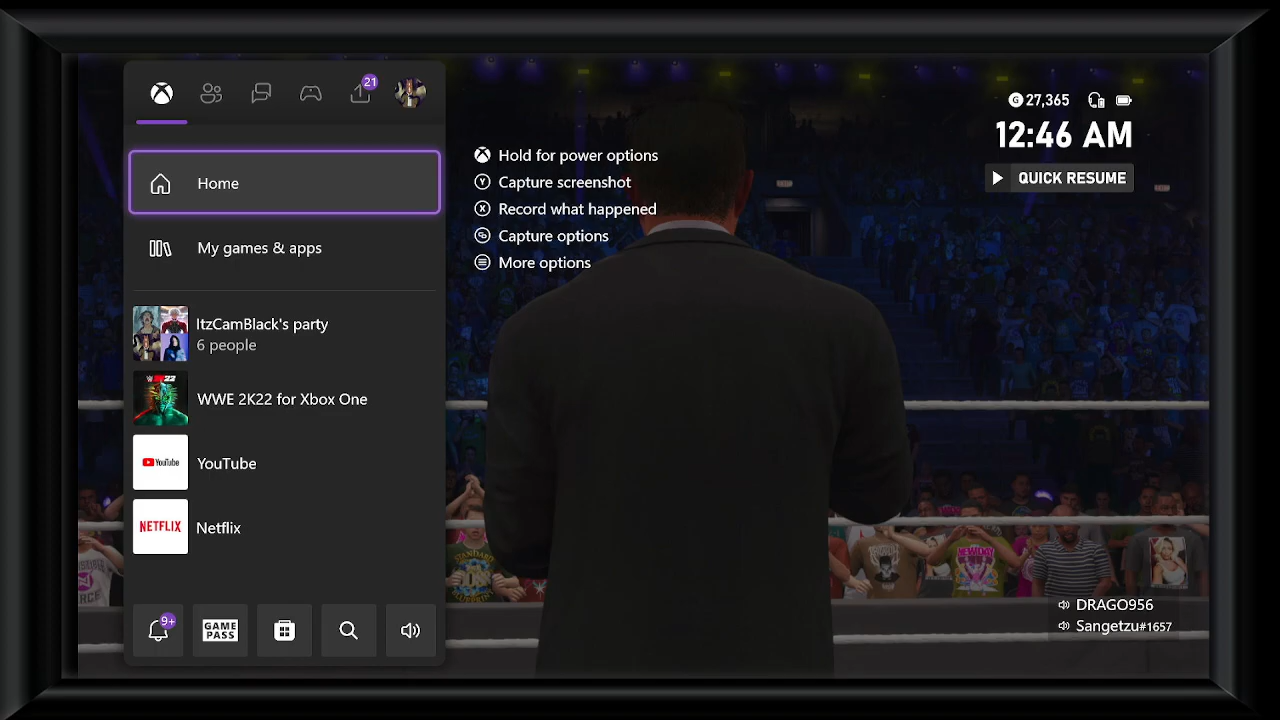 21
Home
My games & apps
ItzCamBlack's party
6 people
WWE 2K22 for Xbox One
YouTube
YouTube
NETFLIX
Netflix
9+
GAME PASS
Hold for power options
Y Capture screenshot
X Record what happened
Capture options
More options
G 27,365
12:46 AM
QUICK RESUME
DRAGO956
Sangetzu#1657